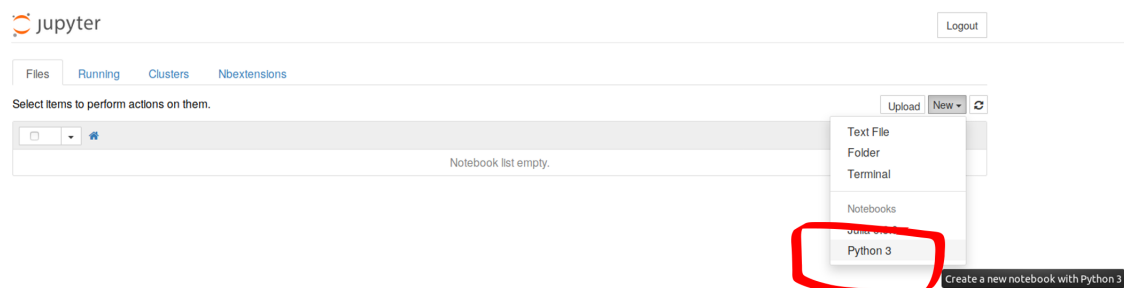 jupyter
Logout
Files Running Clusters Nbextensions
Select items to perform actions on them.
Upload New
Notebook list empty.
Text File
Folder
Terminal
Notebooks
Julia
Python 3
Create a new notebook with Python 3